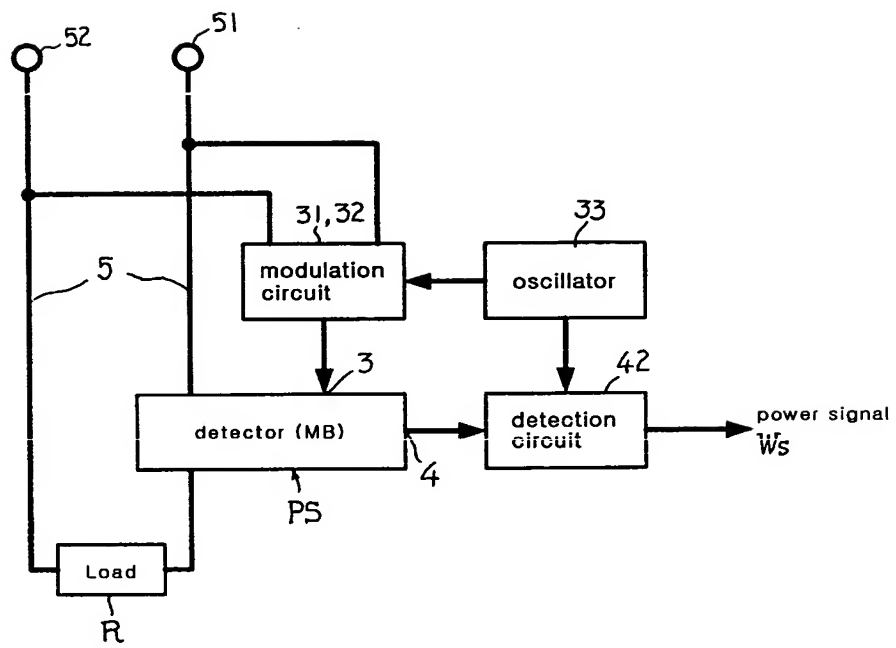 52
51
31,32
33
modulation
circuit
oscillator
5
3
42
detector (MB)
detection
circuit
power signal
Ws
4
PS
Load
R